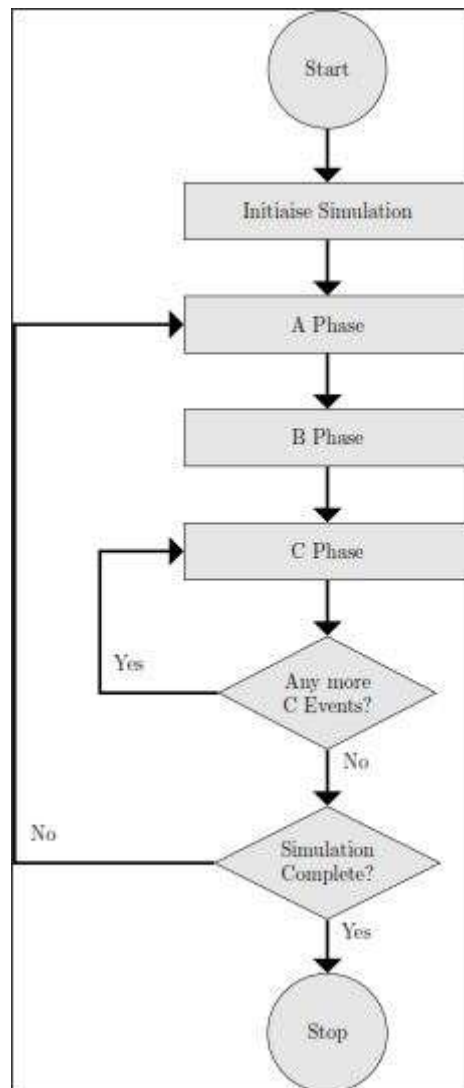 Start
Initiaise Simulation
A Phase
B Phase
C Phase
Yes
Any more
C Events?
No
No
Simulation
Complete?
Yes
Stop